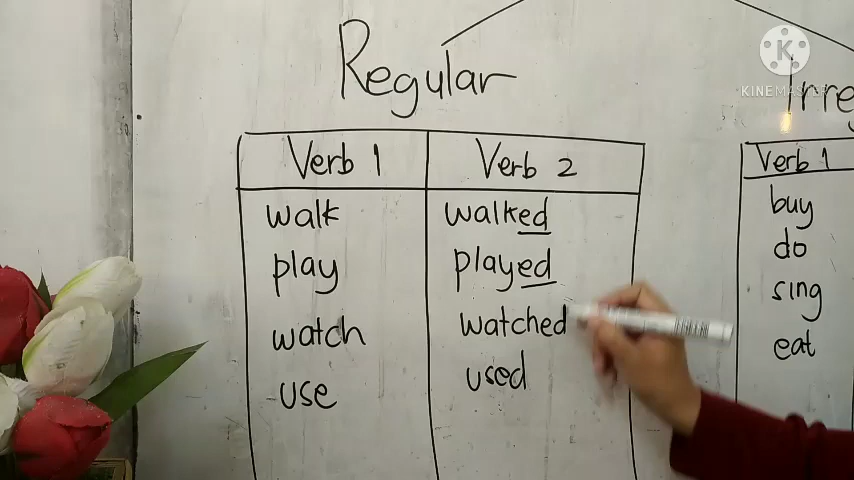 Regular
KINEMASTER
Irre
Verb 1 Verb 2
walk walked
play played
watch watched
use used
Verb 1
buy
do
sing
eat